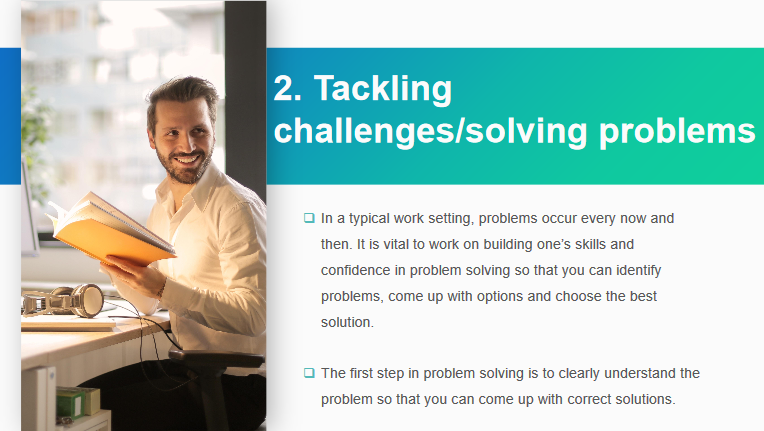 2. Tackling
challenges/solving problems
In a typical work setting, problems occur every now and
then. It is vital to work on building one's skills and
confidence in problem solving so that you can identify
problems, come up with options and choose the best
solution.
The first step in problem solving is to clearly understand the
problem so that you can come up with correct solutions.